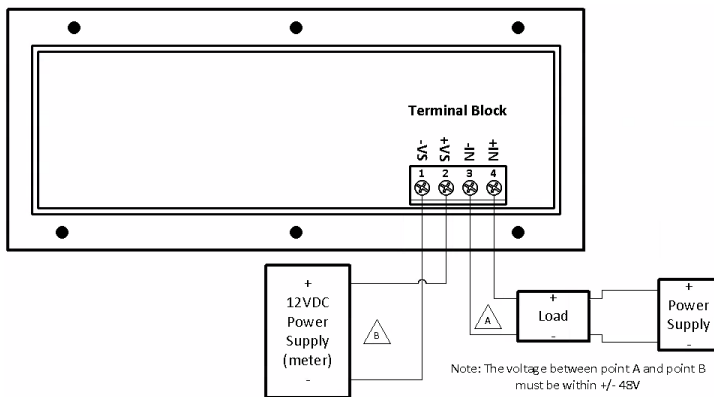 Terminal Block
-VS +VS -IN +IN
1 2 3 4
+
12VDC
Power
Supply
(meter)
-
B
A
+
Load
-
+
Power
Supply
-
Note: The voltage between point A and point B
must be within +/- 48V